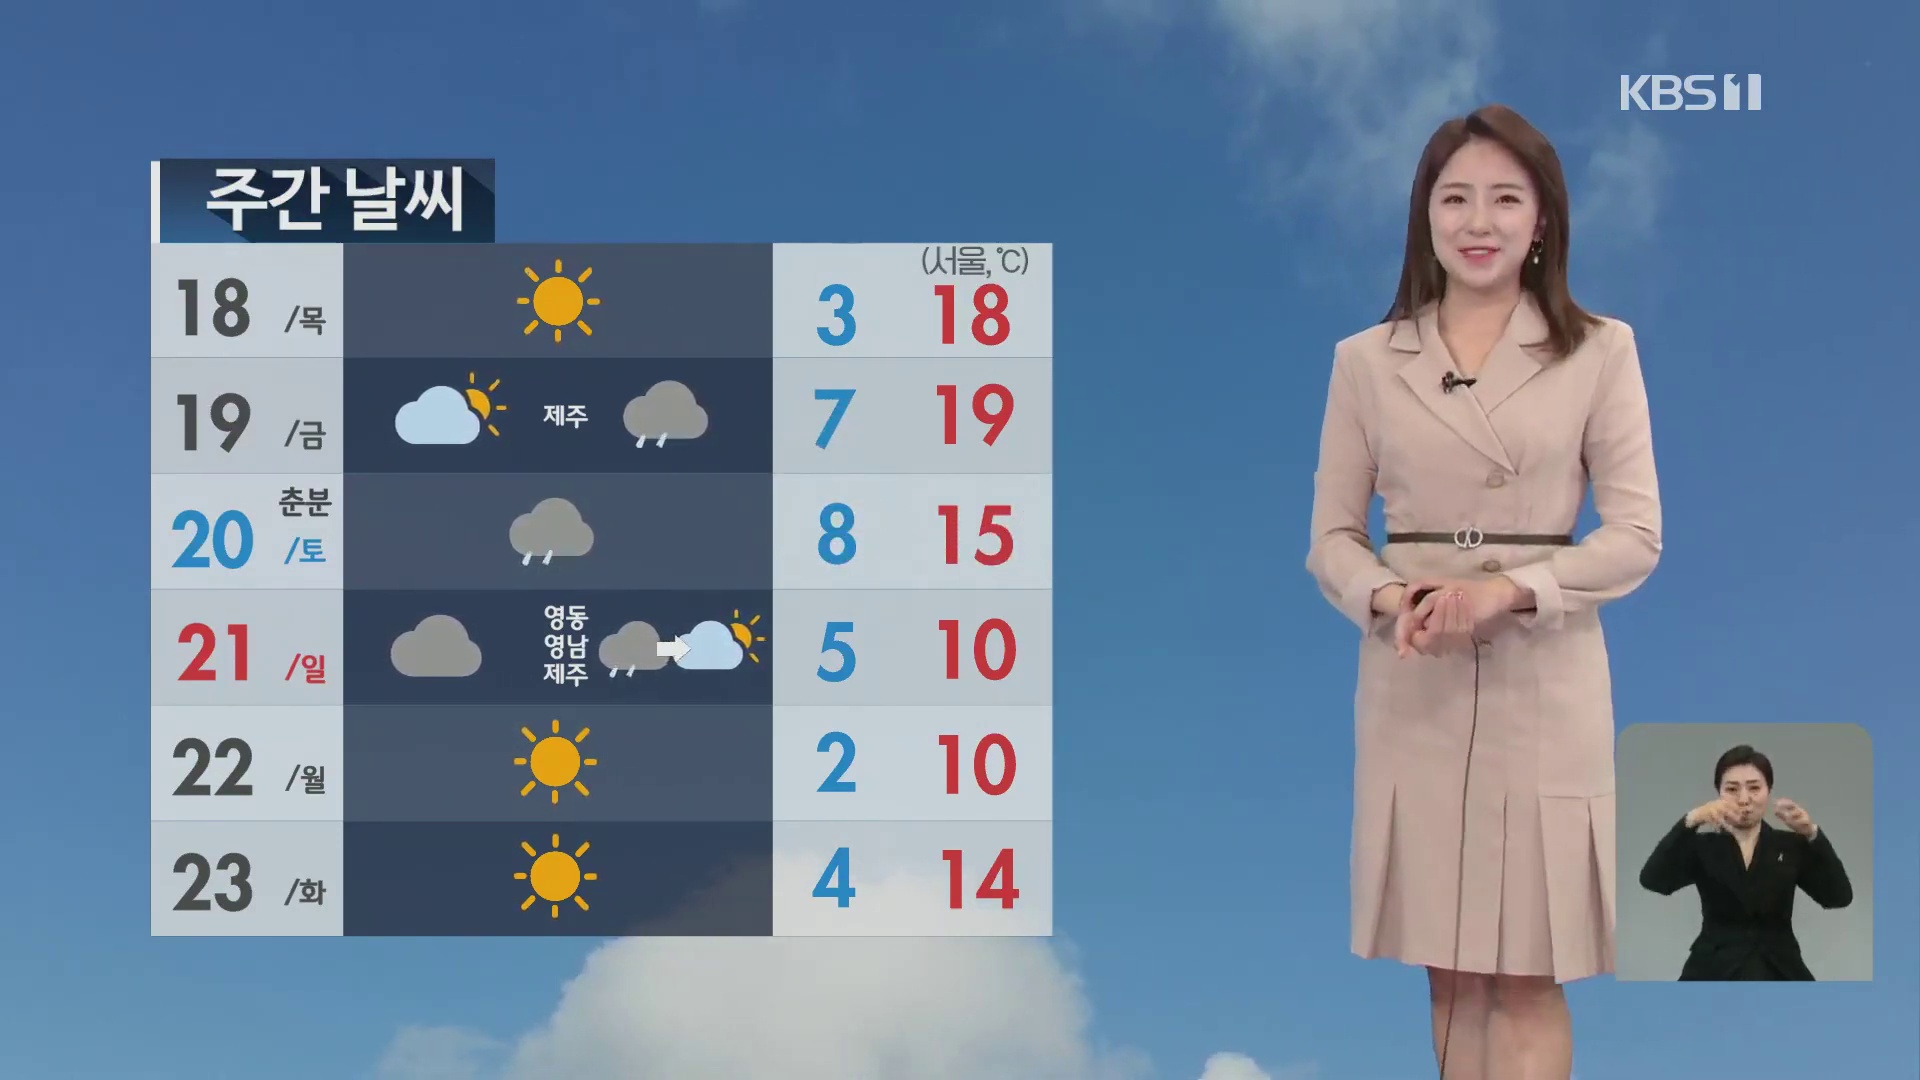 KBS 1
주간 날씨
(서울, ℃)
18 /목 3 18
19 /금 제주 7 19
춘분
20 /토 8 15
21 /일 영동 영남 제주 5 10
22 /월 2 10
23 /화 4 14